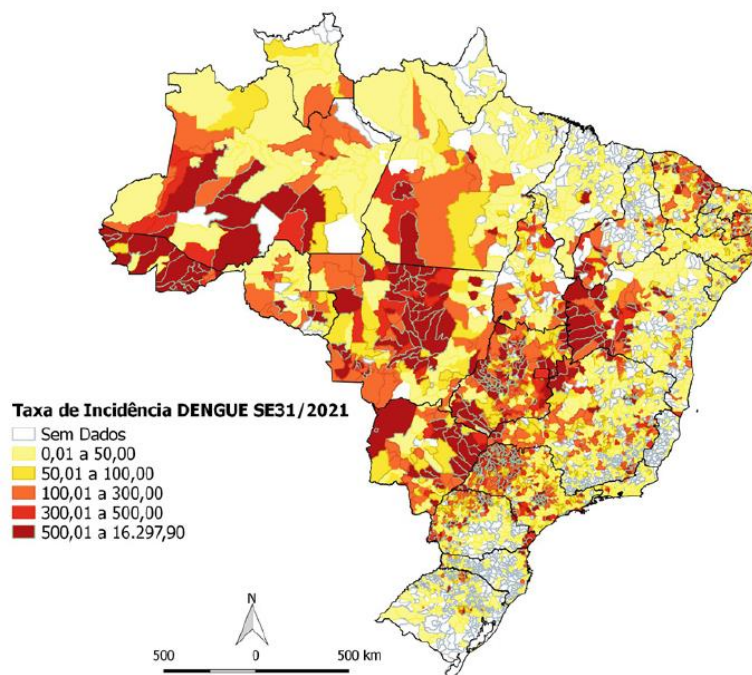 Taxa de Incidência DENGUE SE31/2021
Sem Dados
0,01 a 50,00
50,01 a 100,00
100,01 a 300,00
300,01 a 500,00
500,01 a 16.297,90
N
500 0 500 km